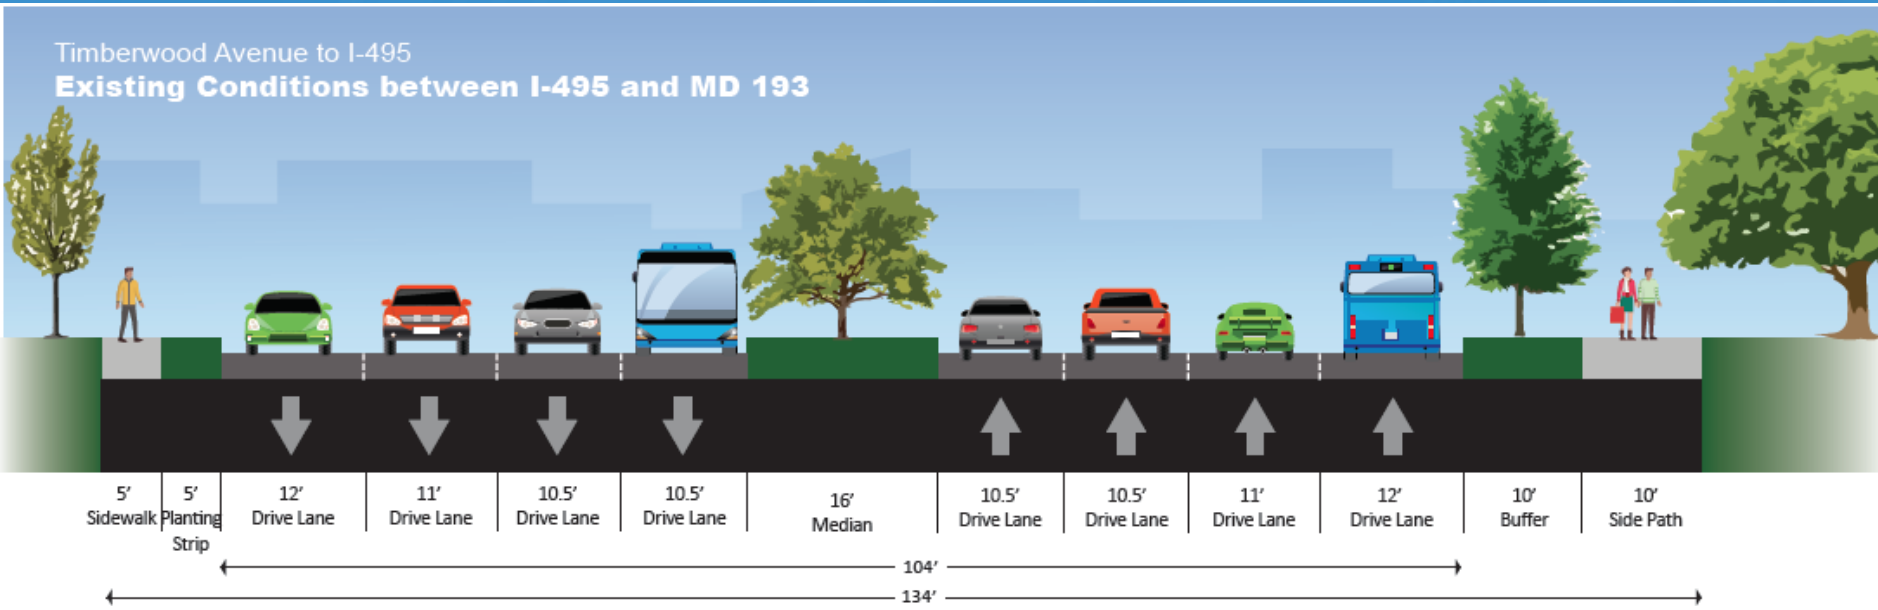 Timberwood Avenue to I-495
Existing Conditions between I-495 and MD 193
5’
Sidewalk
5’
Planting
Strip
12’
Drive Lane
11’
Drive Lane
10.5’
Drive Lane
10.5’
Drive Lane
16’
Median
10.5’
Drive Lane
10.5’
Drive Lane
11’
Drive Lane
12’
Drive Lane
10’
Buffer
10’
Side Path
104’
134’